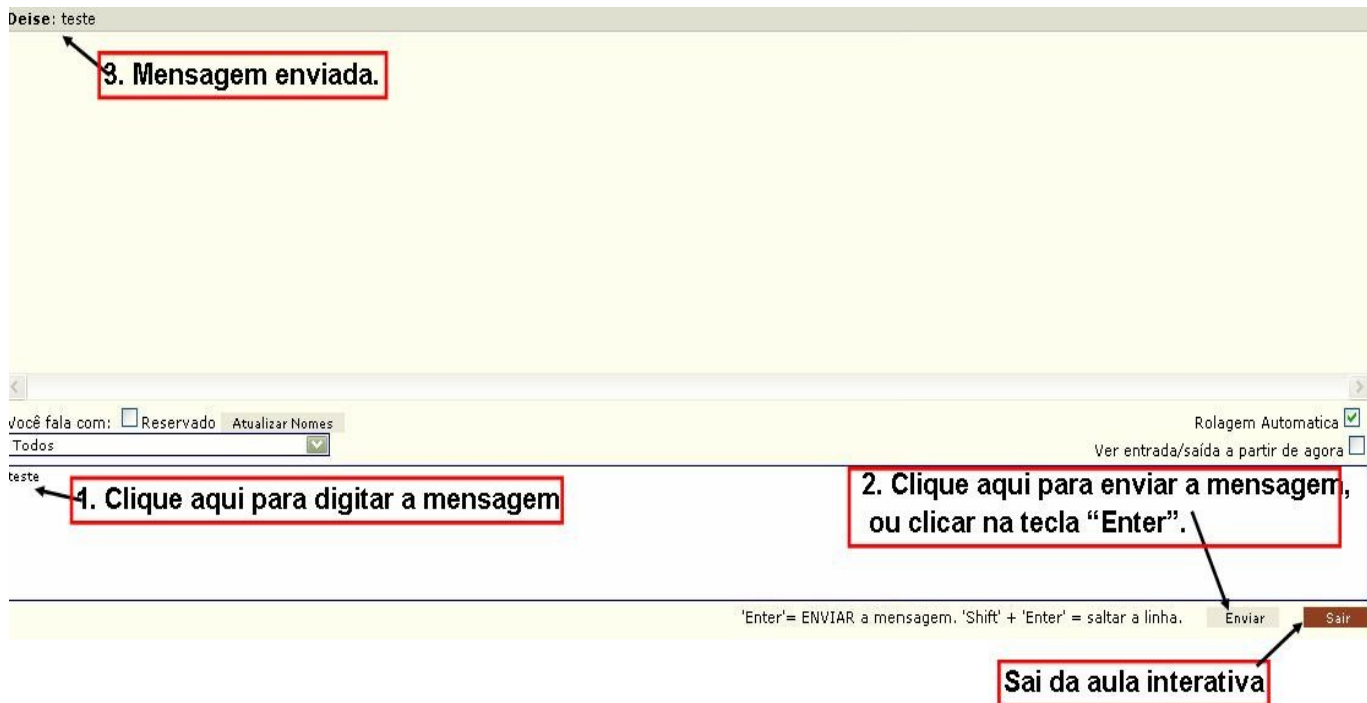 Deise: teste
3. Mensagem enviada.
Você fala com: Reservado Atualizar Nomes
Rolagem Automatica
Todos
Ver entrada/saída a partir de agora
teste
1. Clique aqui para digitar a mensagem
2. Clique aqui para enviar a mensagem,
ou clicar na tecla “Enter”.
'Enter'= ENVIAR a mensagem. 'Shift' + 'Enter' = saltar a linha. Enviar Sair
Sai da aula interativa